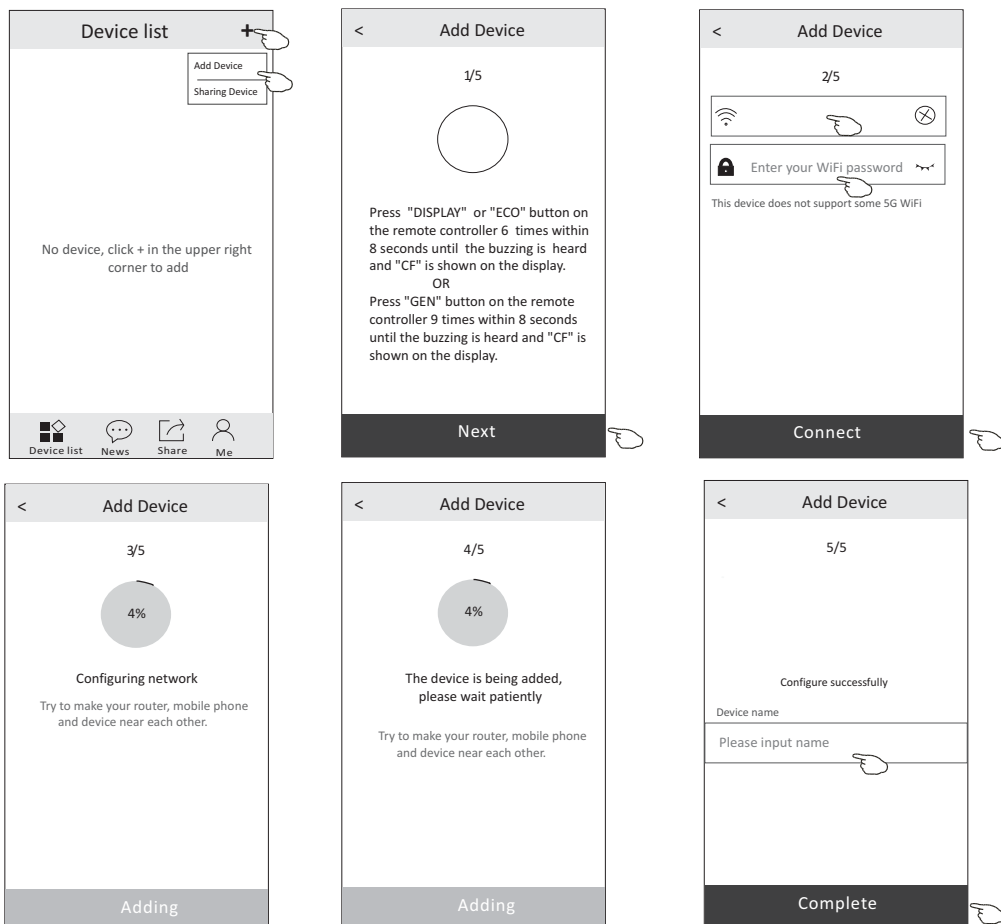 Device list +
Add Device
Sharing Device
No device, click + in the upper right
corner to add
Device list News Share Me
< Add Device
1/5
Press "DISPLAY" or "ECO" button on
the remote controller 6 times within
8 seconds until the buzzing is heard
and "CF" is shown on the display.
OR
Press "GEN" button on the remote
controller 9 times within 8 seconds
until the buzzing is heard and "CF" is
shown on the display.
Next
< Add Device
2/5
Enter your WiFi password
This device does not support some 5G WiFi
Connect
< Add Device
3/5
4%
Configuring network
Try to make your router, mobile phone
and device near each other.
Adding
< Add Device
4/5
4%
The device is being added,
please wait patiently
Try to make your router, mobile phone
and device near each other.
Adding
< Add Device
5/5
Configure successfully
Device name
Please input name
Complete